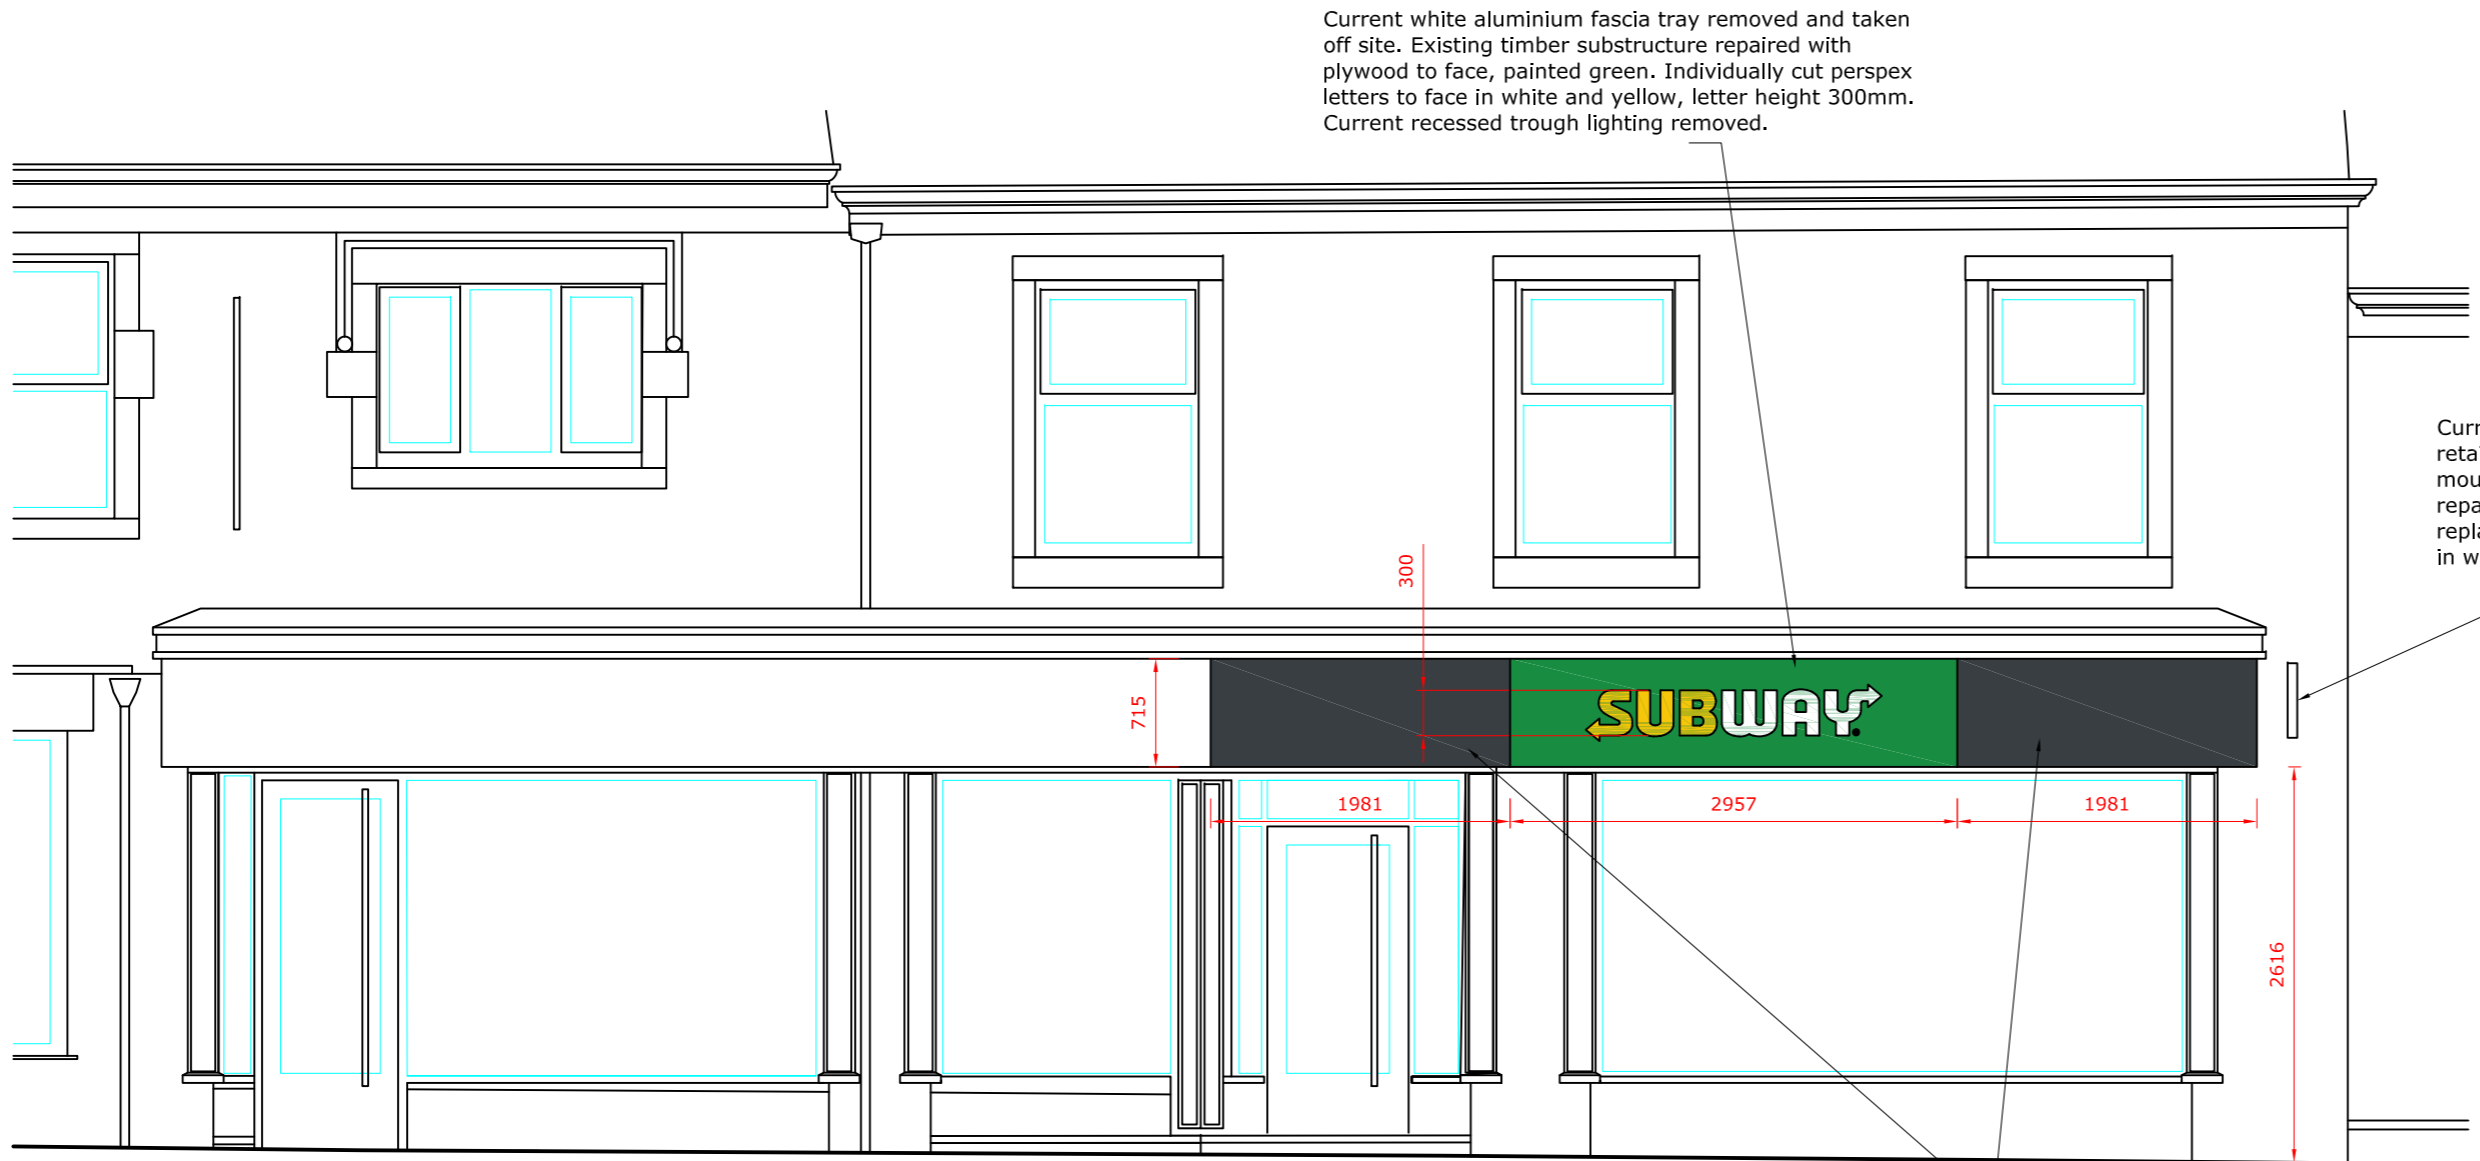 Current white aluminium fascia tray removed and taken
off site. Existing timber substructure repaired with
plywood to face, painted green. Individually cut perspex
letters to face in white and yellow, letter height 300mm.
Current recessed trough lighting removed.
300
715
SUBWAY
1981
2957
1981
2616